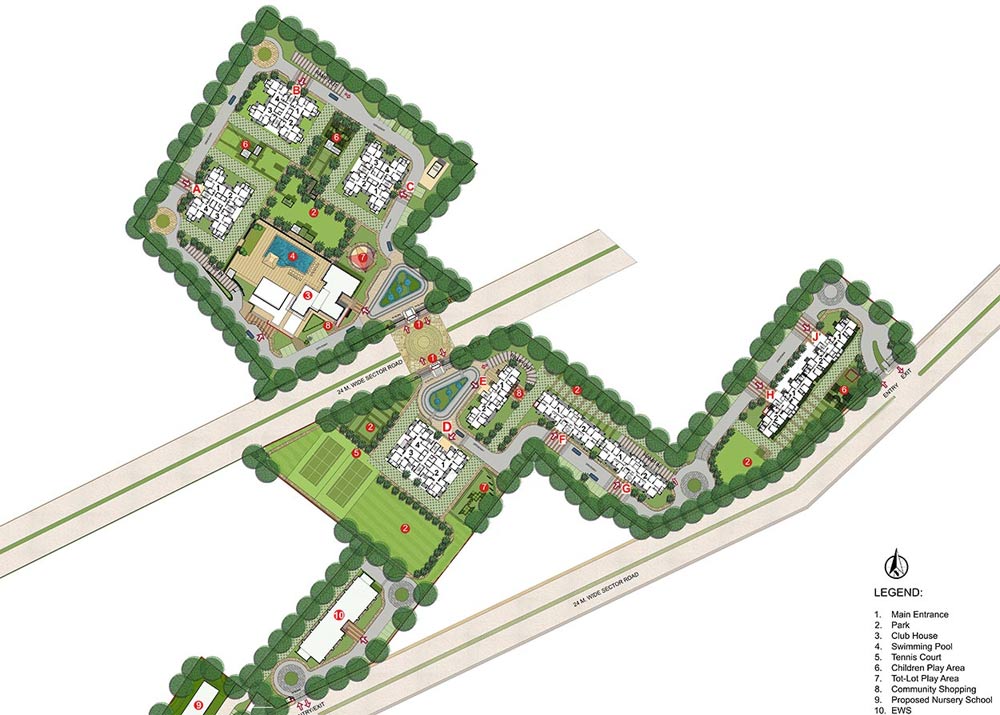 B
6
6
A
C
2
7
4
3
8
1
24 M. WIDE SECTOR ROAD
1
E
2
8
J
H
6
ENTRY
EXIT
D
2
F
5
7
G
2
2
24 M. WIDE SECTOR ROAD
10
9
ENTRY/EXIT
LEGEND:
1. Main Entrance
2. Park
3. Club House
4. Swimming Pool
5. Tennis Court
6. Children Play Area
7. Tot-Lot Play Area
8. Community Shopping
9. Proposed Nursery School
10. EWS